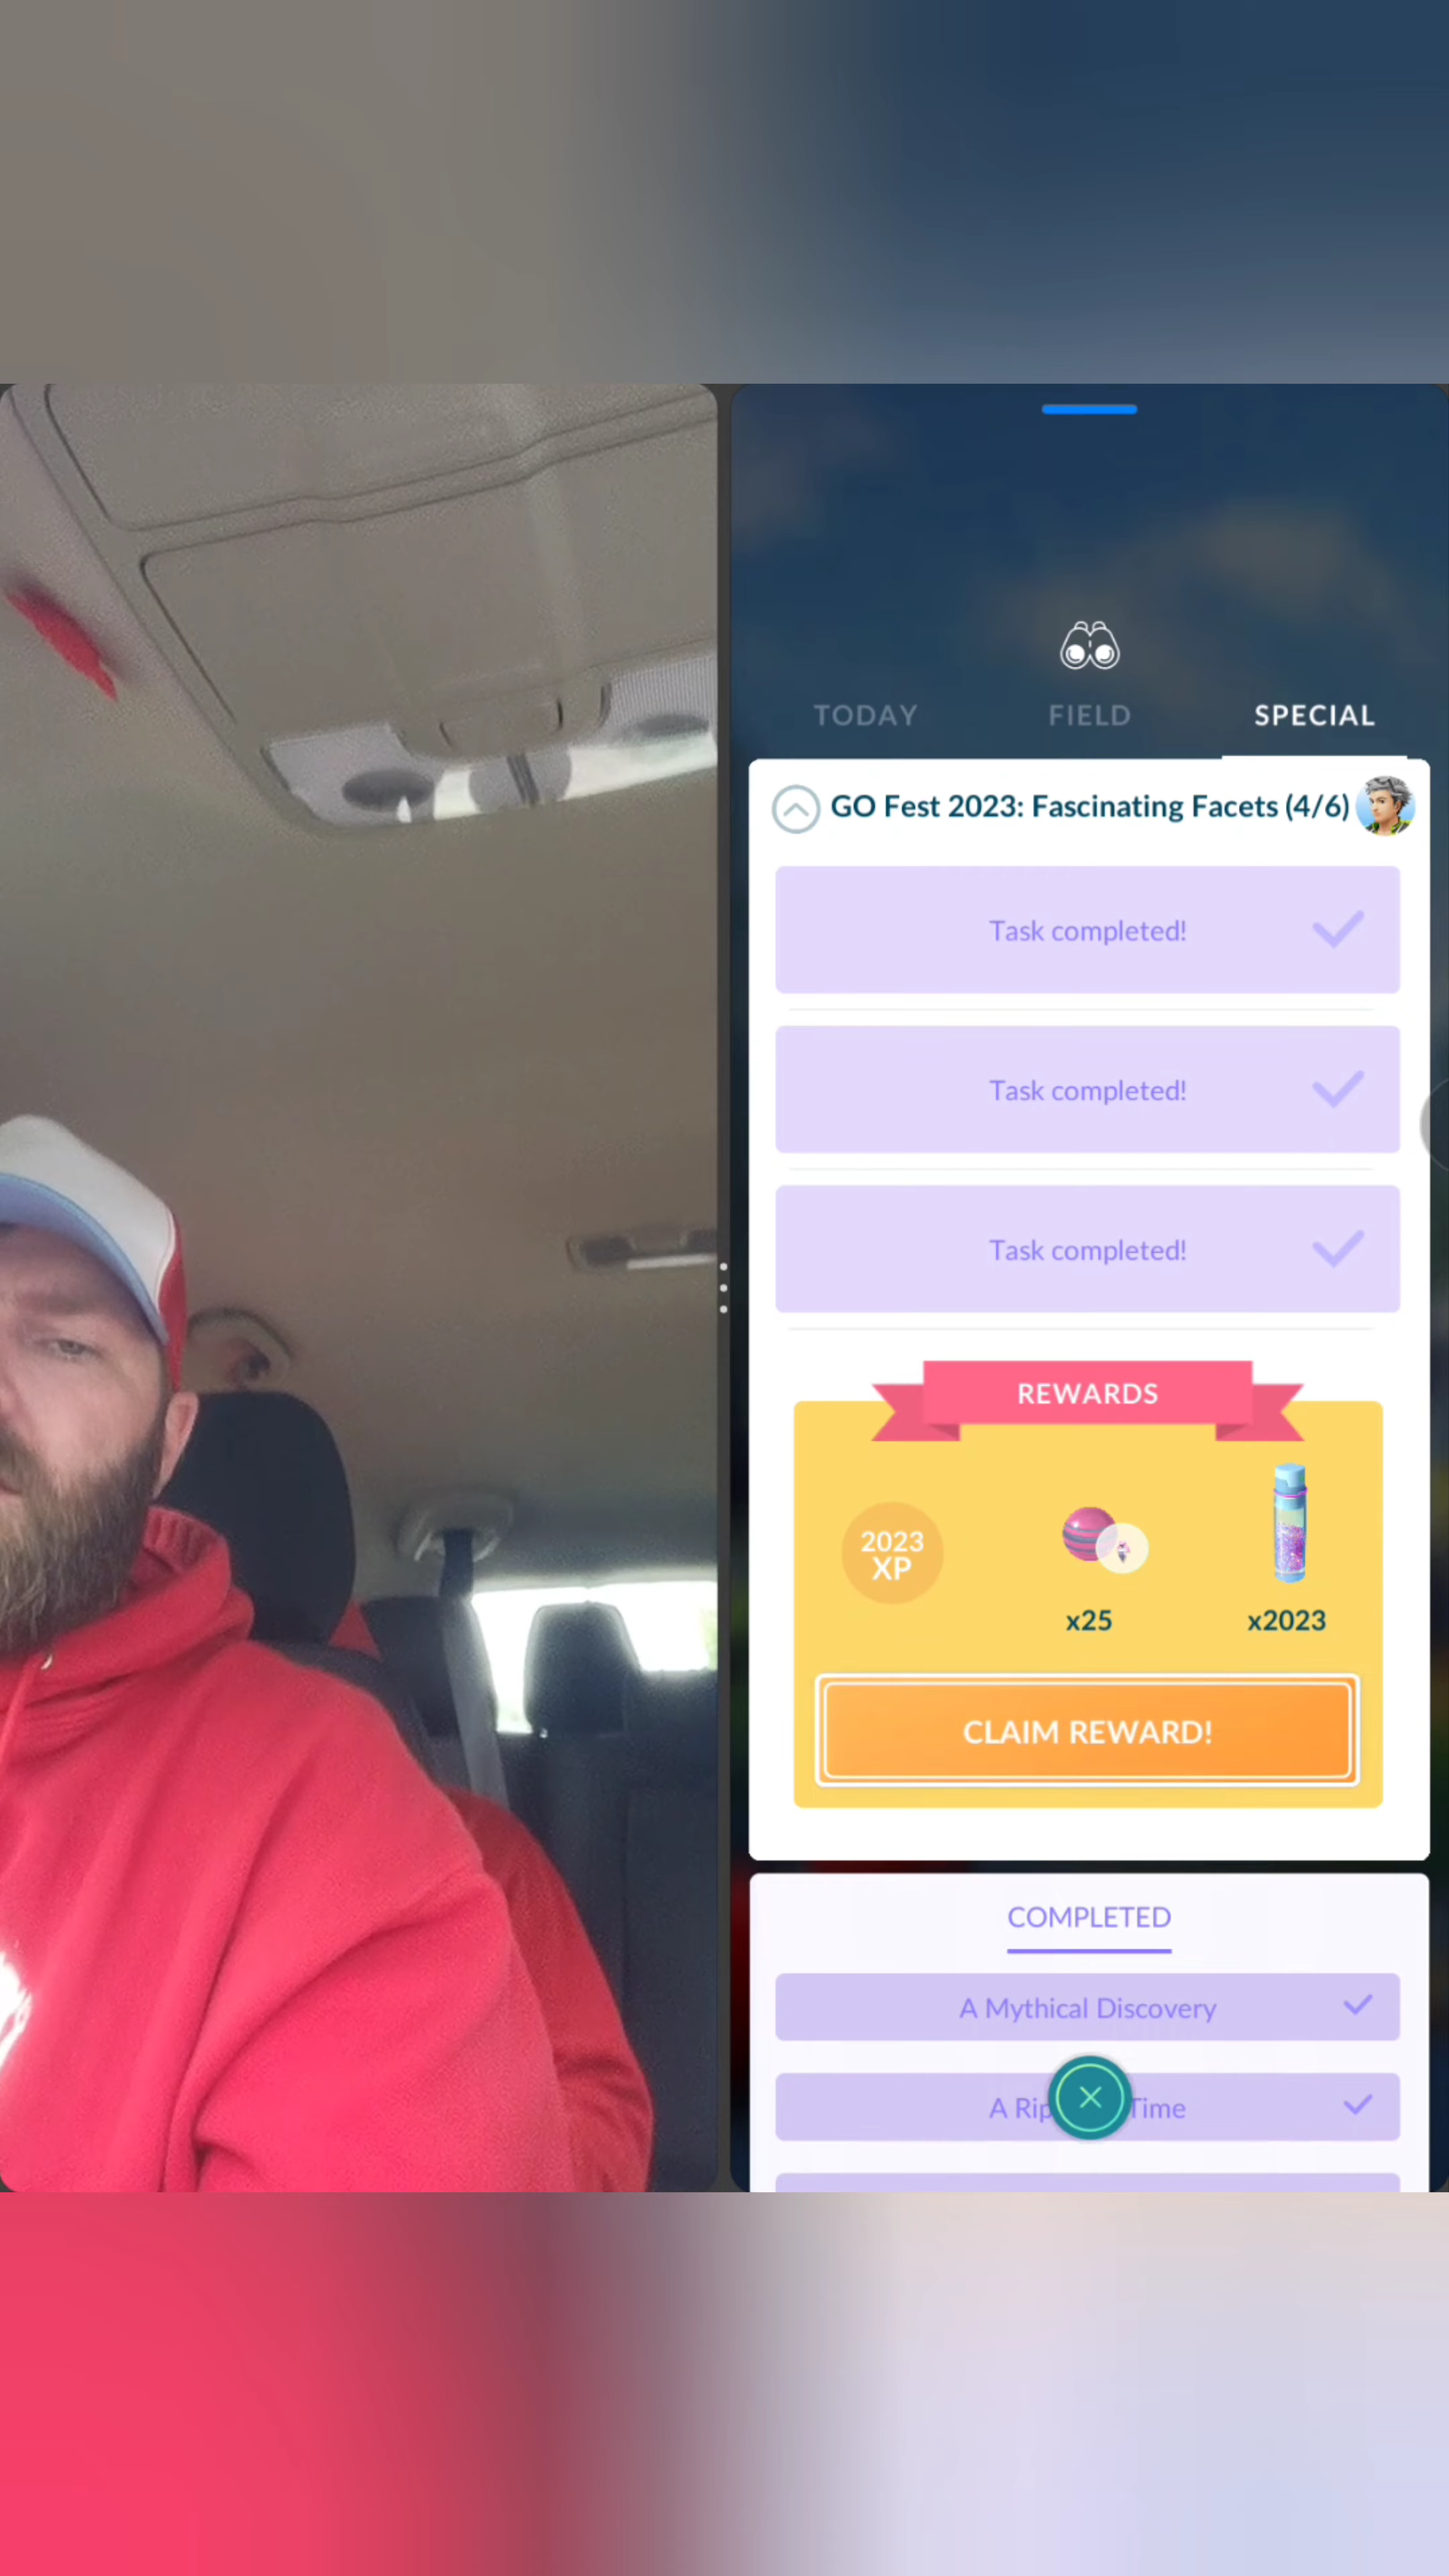 TODAY FIELD SPECIAL
GO Fest 2023: Fascinating Facets (4/6)
Task completed!
Task completed!
Task completed!
REWARDS
2023
XP
x25
x2023
CLAIM REWARD!
COMPLETED
A Mythical Discovery
A Rip Time